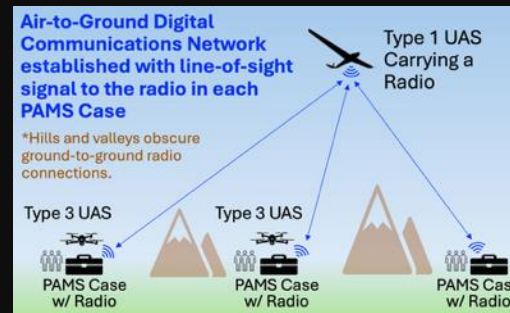 Air-to-Ground Digital
Communications Network
established with line-of-sight
signal to the radio in each
PAMS Case
*Hills and valleys obscure
ground-to-ground radio
connections.
Type 1 UAS
Carrying a
Radio
Type 3 UAS
Type 3 UAS
PAMS Case
w/ Radio
PAMS Case
w/ Radio
PAMS Cas
w/ Radio